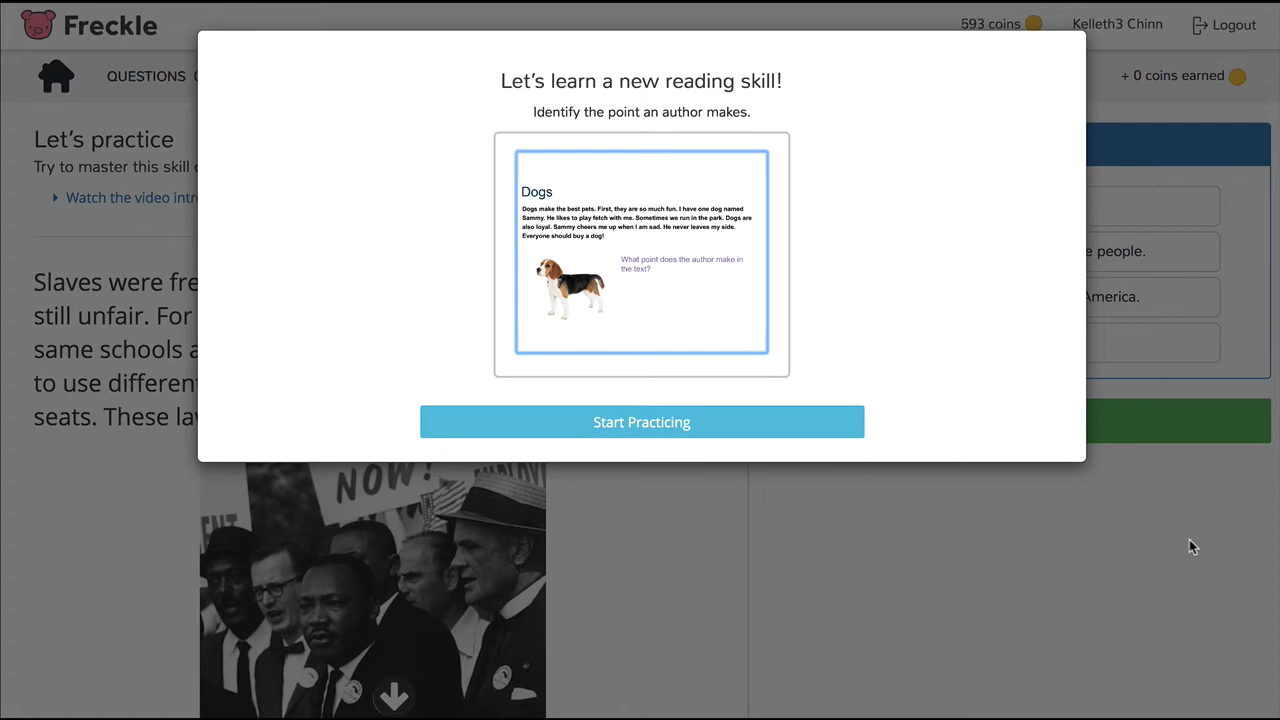 Freckle
593 coins
Kelleth3 Chinn
Logout
QUESTIONS
+ 0 coins earned
Let's learn a new reading skill!
Identify the point an author makes.
Dogs
Dogs make the best pets. First, they are so much fun. I have one dog named
Sammy. He likes to play fetch with me. Sometimes we run in the park. Dogs are
also loyal. Sammy cheers me up when I am sad. He never leaves my side.
Everyone should buy a dog!
What point does the author make in
the text?
Start Practicing
Let's practice
Try to master this skill
Watch the video
Slaves were
still unfair. For
same schools
to use
seats. These
people.
America.
NOW!